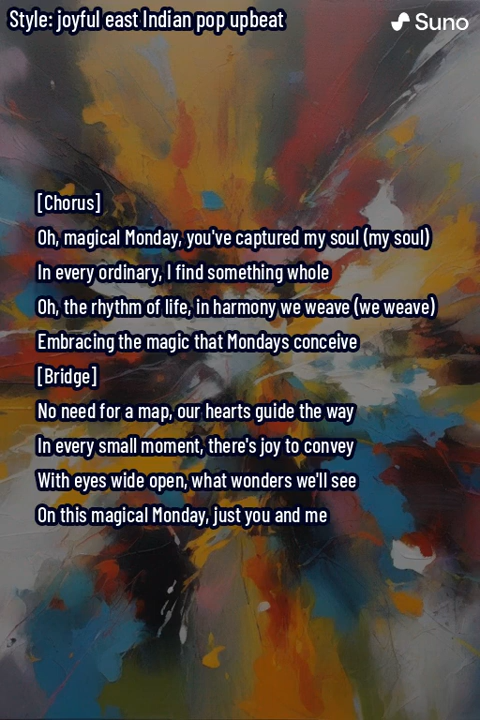 Style: joyful east Indian pop upbeat
Suno
[Chorus]
Oh, magical Monday, you've captured my soul (my soul)
In every ordinary, I find something whole
Oh, the rhythm of life, in harmony we weave (we weave)
Embracing the magic that Mondays conceive
[Bridge]
No need for a map, our hearts guide the way
In every small moment, there's joy to convey
With eyes wide open, what wonders we'll see
On this magical Monday, just you and me